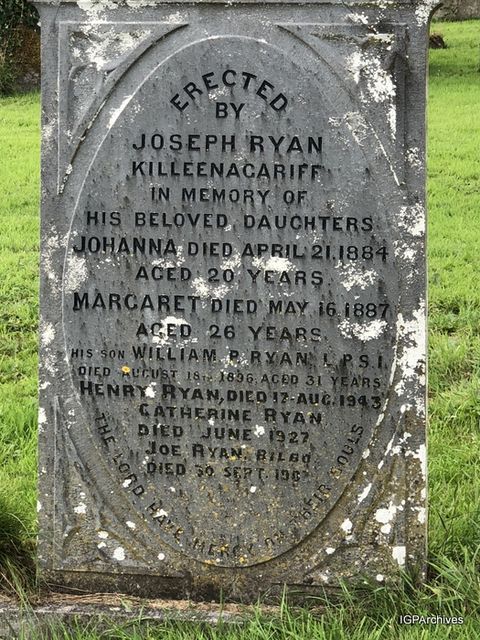 ERECTED
BY
JOSEPH RYAN
KILLEENAGARIFF
IN MEMORY OF
HIS BELOVED DAUGHTERS
JOHANNA DIED APRIL 21. 1884
AGED 20 YEARS
MARGARET DIED MAY 16. 1887
AGED 26 YEARS
HIS SON WILLIAM P. RYAN L.P.S.I.
DIED AUGUST 18TH 1896. AGED 31 YEARS
HENRY RYAN, DIED 17 AUG. 1943
CATHERINE RYAN
DIED JUNE 1927
JOE RYAN, BILBO
DIED 30 SEPT.
THE LORD HAVE MERCY ON THEIR SOULS
IGPArchives